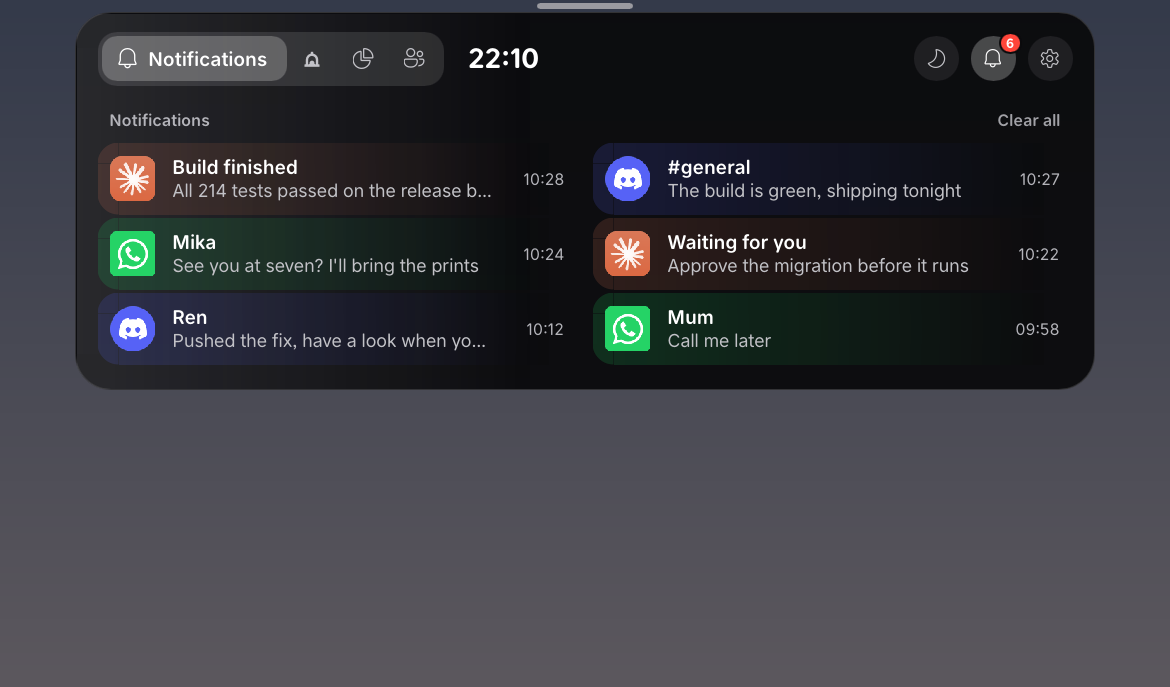 Notifications
22:10
6
Notifications
Clear all
Build finished
All 214 tests passed on the release b...
10:28
#general
The build is green, shipping tonight
10:27
Mika
See you at seven? I'll bring the prints
10:24
Waiting for you
Approve the migration before it runs
10:22
Ren
Pushed the fix, have a look when yo...
10:12
Mum
Call me later
09:58